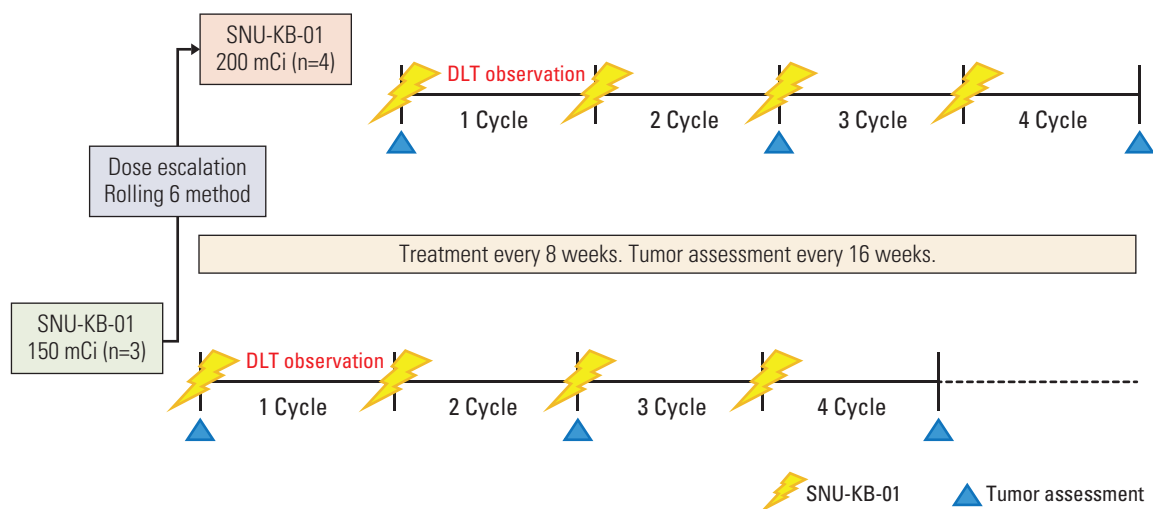 SNU-KB-01
200 mCi (n=4)
DLT observation
1 Cycle
2 Cycle
3 Cycle
4 Cycle
Dose escalation
Rolling 6 method
Treatment every 8 weeks. Tumor assessment every 16 weeks.
SNU-KB-01
150 mCi (n=3)
DLT observation
1 Cycle
2 Cycle
3 Cycle
4 Cycle
SNU-KB-01
Tumor assessment